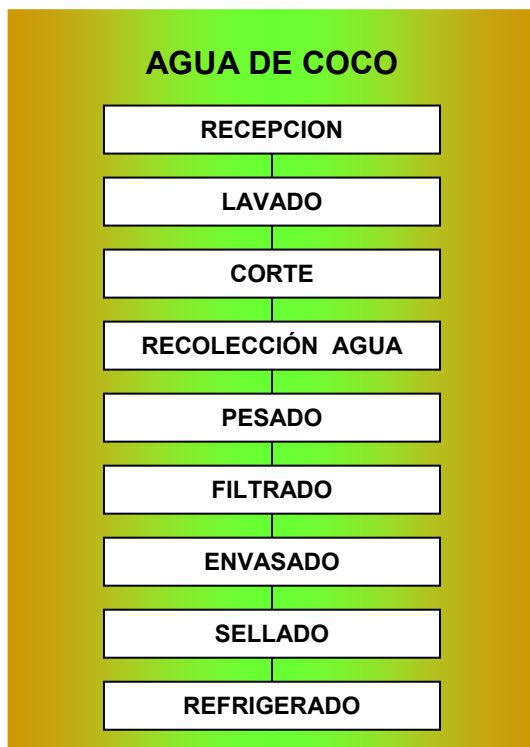 AGUA DE COCO
RECEPCION
LAVADO
CORTE
RECOLECCIÓN AGUA
PESADO
FILTRADO
ENVASADO
SELLADO
REFRIGERADO